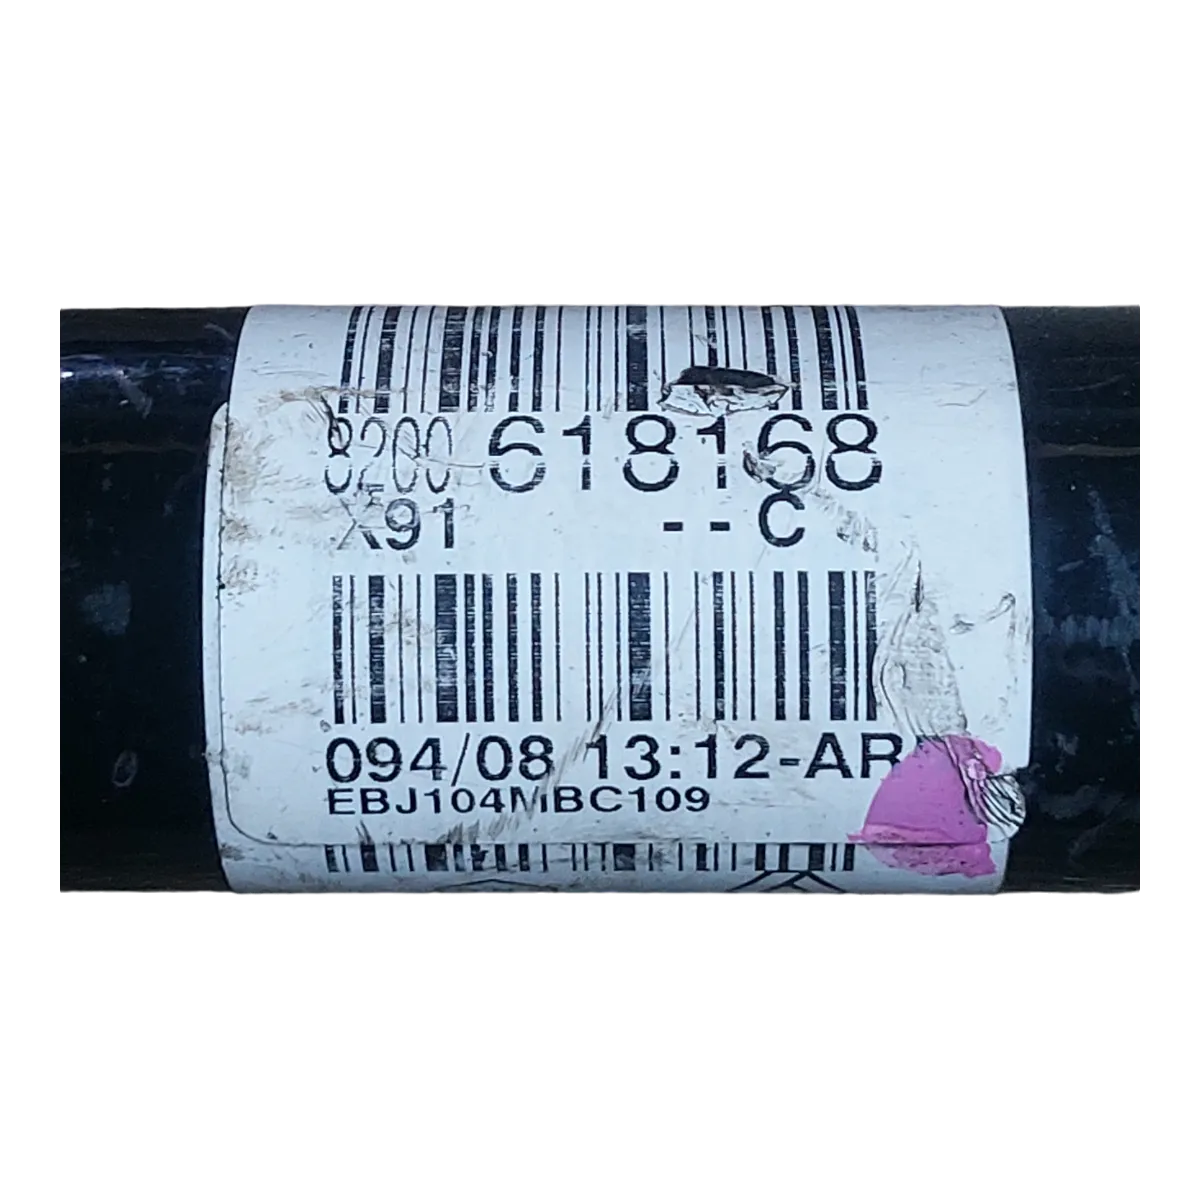 8200 618168
X91 --C
094/08 13:12-AR
EBJ104MBC109